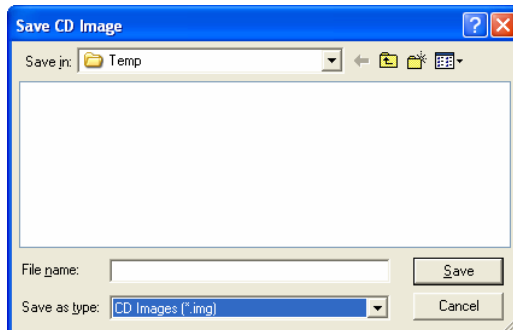 Save CD Image
Save in: Temp
File name:
Save
Save as type: CD Images (*.img)
Cancel